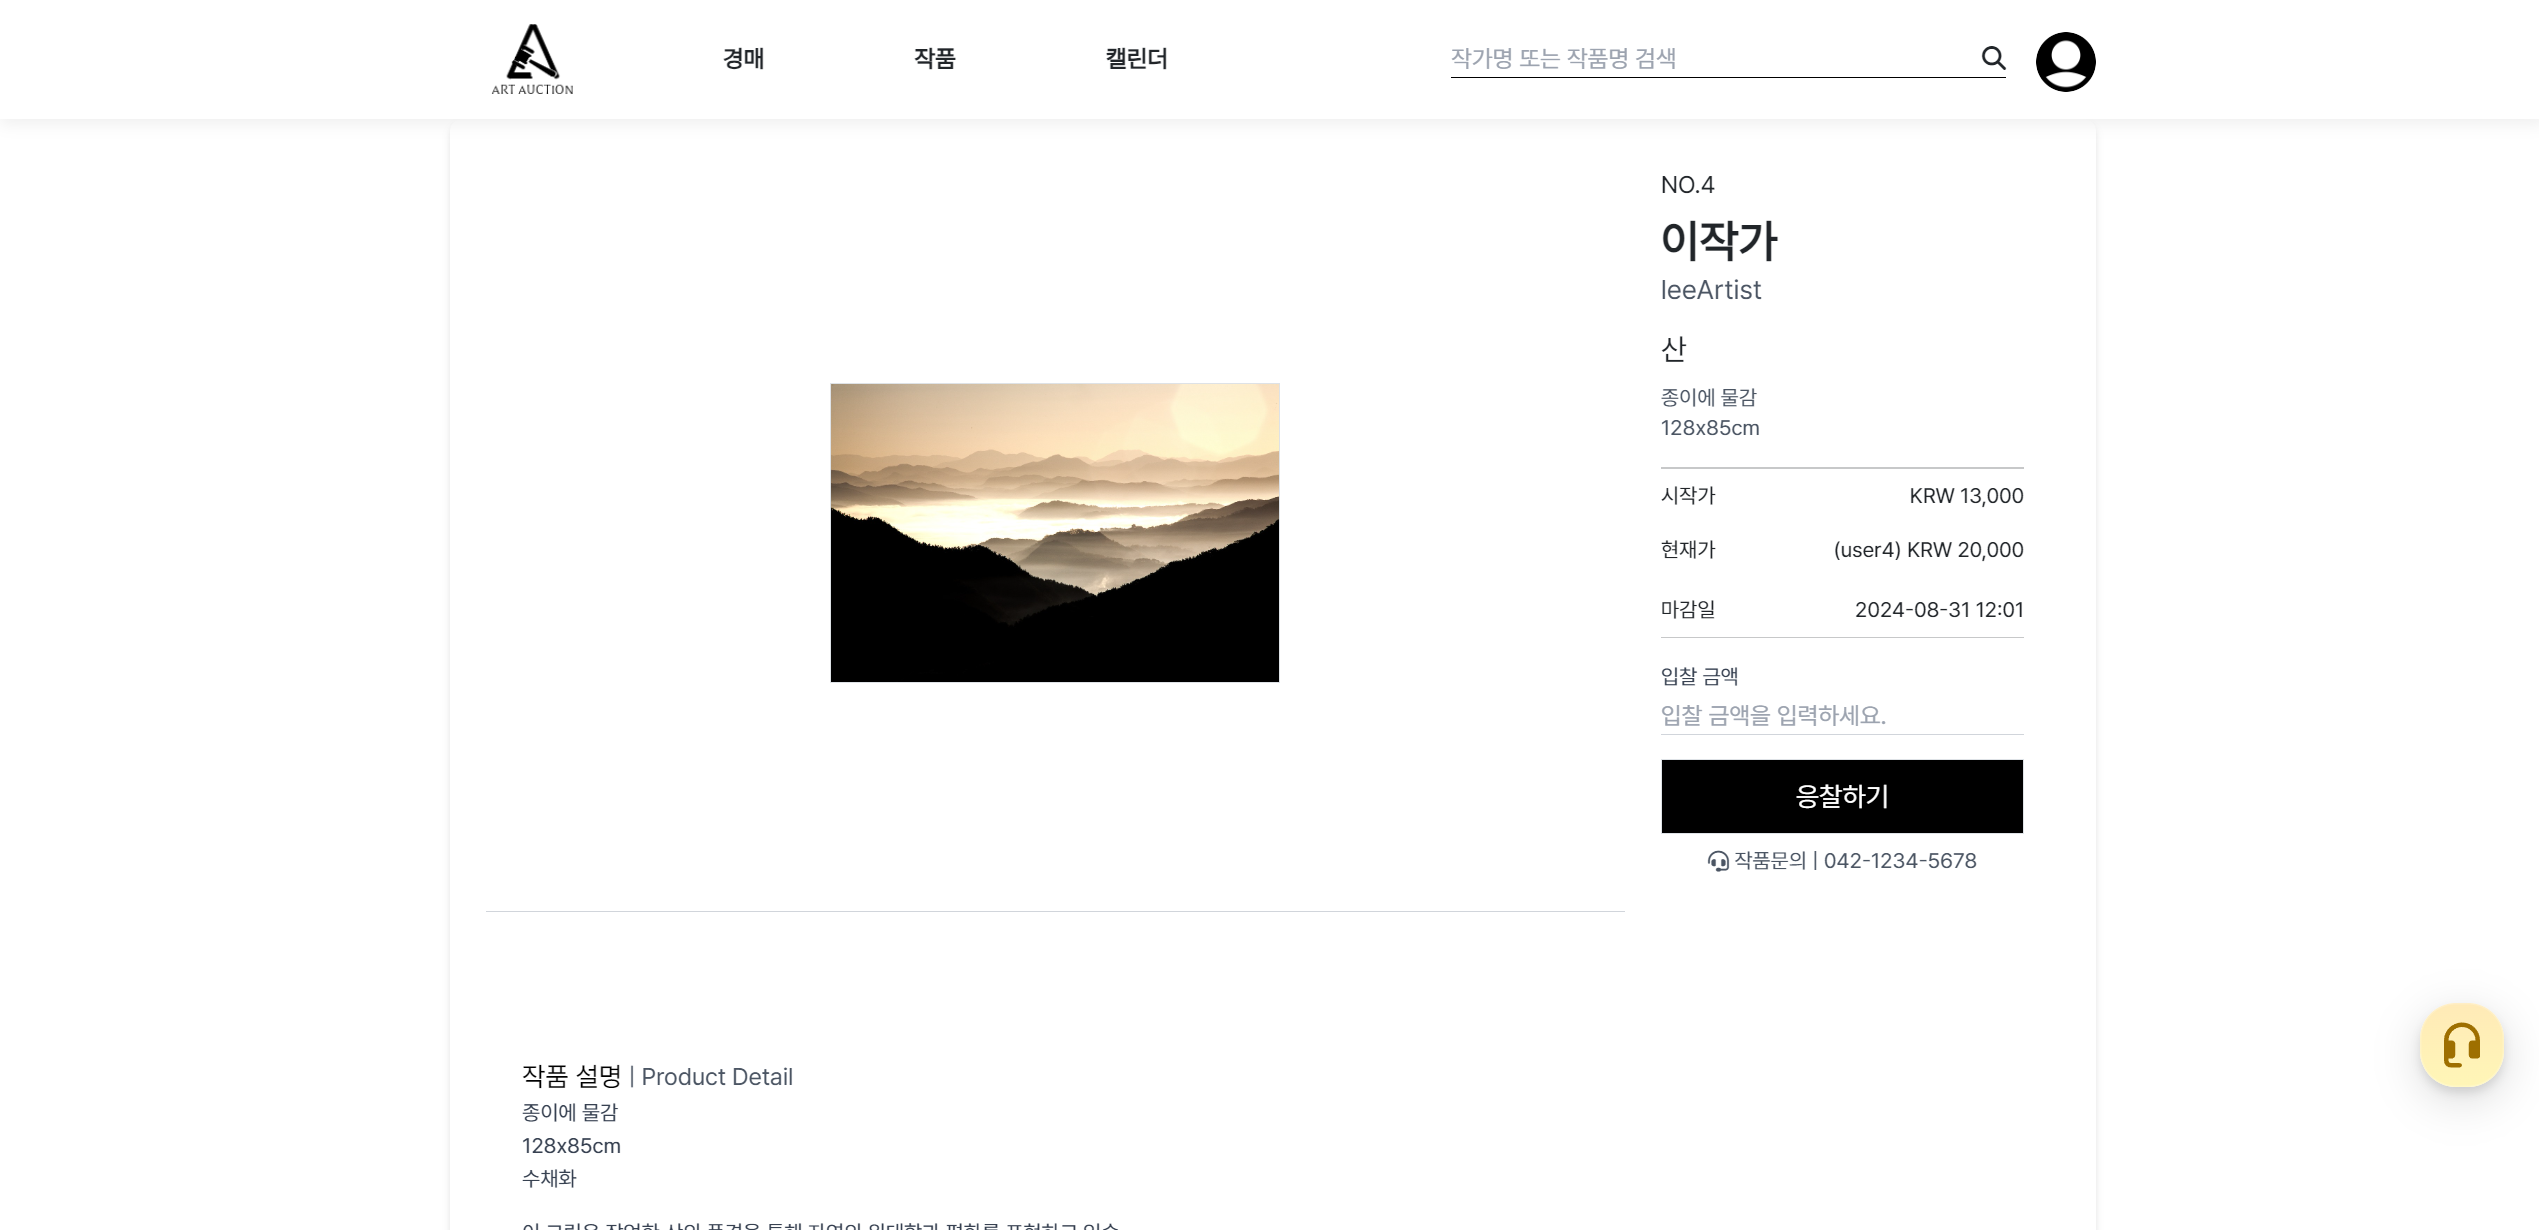 ART AUCTION
경매
작품
캘린더
작가명 또는 작품명 검색
NO.4
이작가
leeArtist
산
종이에 물감
128x85cm
시작가 KRW 13,000
현재가 (user4) KRW 20,000
마감일 2024-08-31 12:01
입찰 금액
입찰 금액을 입력하세요.
응찰하기
작품문의 | 042-1234-5678
작품 설명 | Product Detail
종이에 물감
128x85cm
수채화